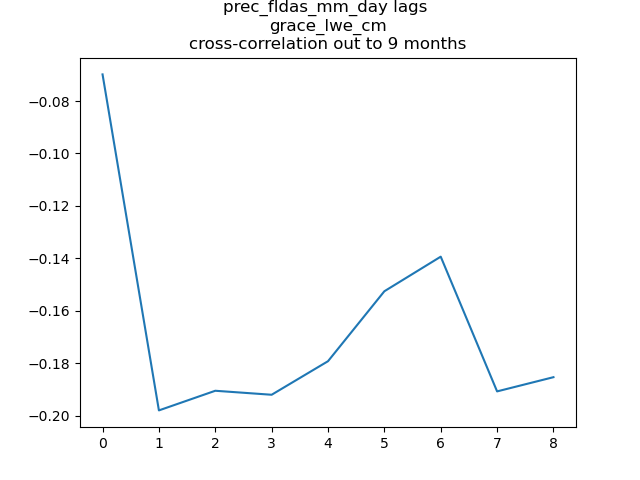 prec_fldas_mm_day lags
grace_lwe_cm
cross-correlation out to 9 months
−0.08
−0.10
−0.12
−0.14
−0.16
−0.18
−0.20
0 1 2 3 4 5 6 7 8